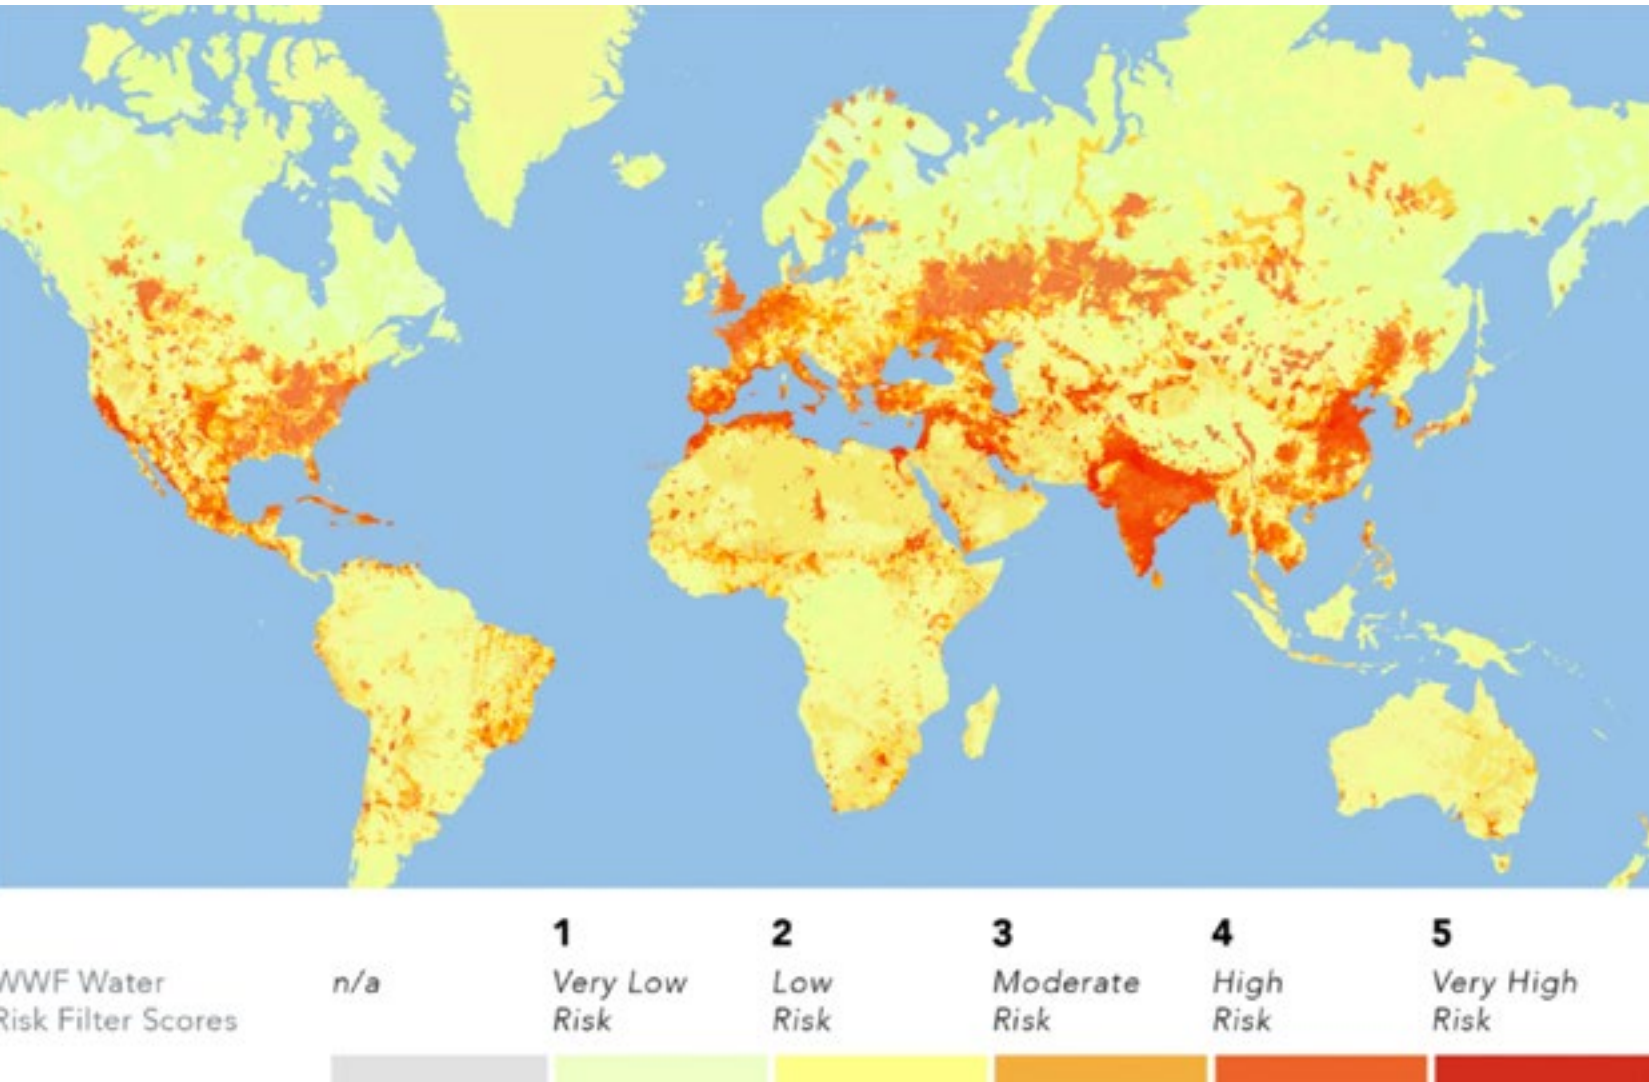 1
2
3
4
5
WWF Water
Risk Filter Scores
n/a
Very Low
Risk
Low
Risk
Moderate
Risk
High
Risk
Very High
Risk